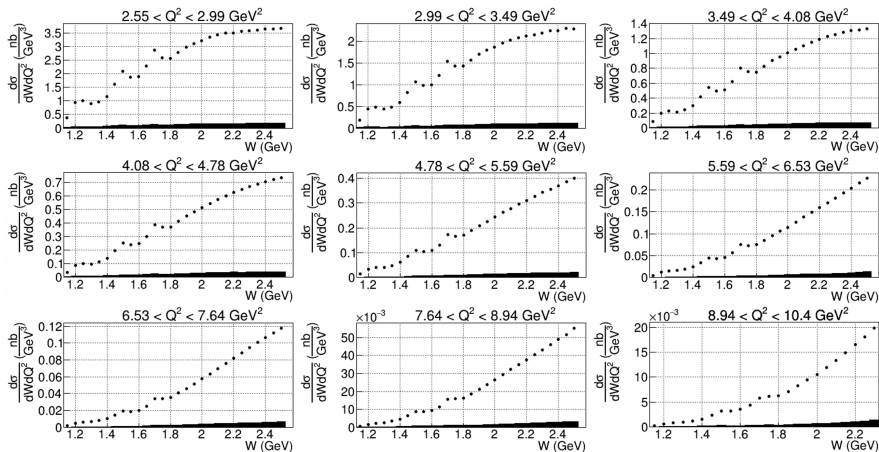 2.55 < Q² < 2.99 GeV²
dσ/dWdQ² (nb/GeV³)
3.5
3
2.5
2
1.5
1
0.5
0
1.2 1.4 1.6 1.8 2 2.2 2.4
W (GeV)
2.99 < Q² < 3.49 GeV²
dσ/dWdQ² (nb/GeV³)
2
1.5
1
0.5
0
1.2 1.4 1.6 1.8 2 2.2 2.4
W (GeV)
3.49 < Q² < 4.08 GeV²
dσ/dWdQ² (nb/GeV³)
1.4
1.2
1
0.8
0.6
0.4
0.2
0
1.2 1.4 1.6 1.8 2 2.2 2.4
W (GeV)
4.08 < Q² < 4.78 GeV²
dσ/dWdQ² (nb/GeV³)
0.7
0.6
0.5
0.4
0.3
0.2
0.1
0
1.2 1.4 1.6 1.8 2 2.2 2.4
W (GeV)
4.78 < Q² < 5.59 GeV²
dσ/dWdQ² (nb/GeV³)
0.4
0.3
0.2
0.1
0
1.2 1.4 1.6 1.8 2 2.2 2.4
W (GeV)
5.59 < Q² < 6.53 GeV²
dσ/dWdQ² (nb/GeV³)
0.2
0.15
0.1
0.05
0
1.2 1.4 1.6 1.8 2 2.2 2.4
W (GeV)
6.53 < Q² < 7.64 GeV²
dσ/dWdQ² (nb/GeV³)
0.12
0.1
0.08
0.06
0.04
0.02
0
1.2 1.4 1.6 1.8 2 2.2 2.4
W (GeV)
7.64 < Q² < 8.94 GeV²
×10⁻³
dσ/dWdQ² (nb/GeV³)
50
40
30
20
10
0
1.2 1.4 1.6 1.8 2 2.2 2.4
W (GeV)
8.94 < Q² < 10.4 GeV²
×10⁻³
dσ/dWdQ² (nb/GeV³)
20
15
10
5
0
1.2 1.4 1.6 1.8 2 2.2
W (GeV)